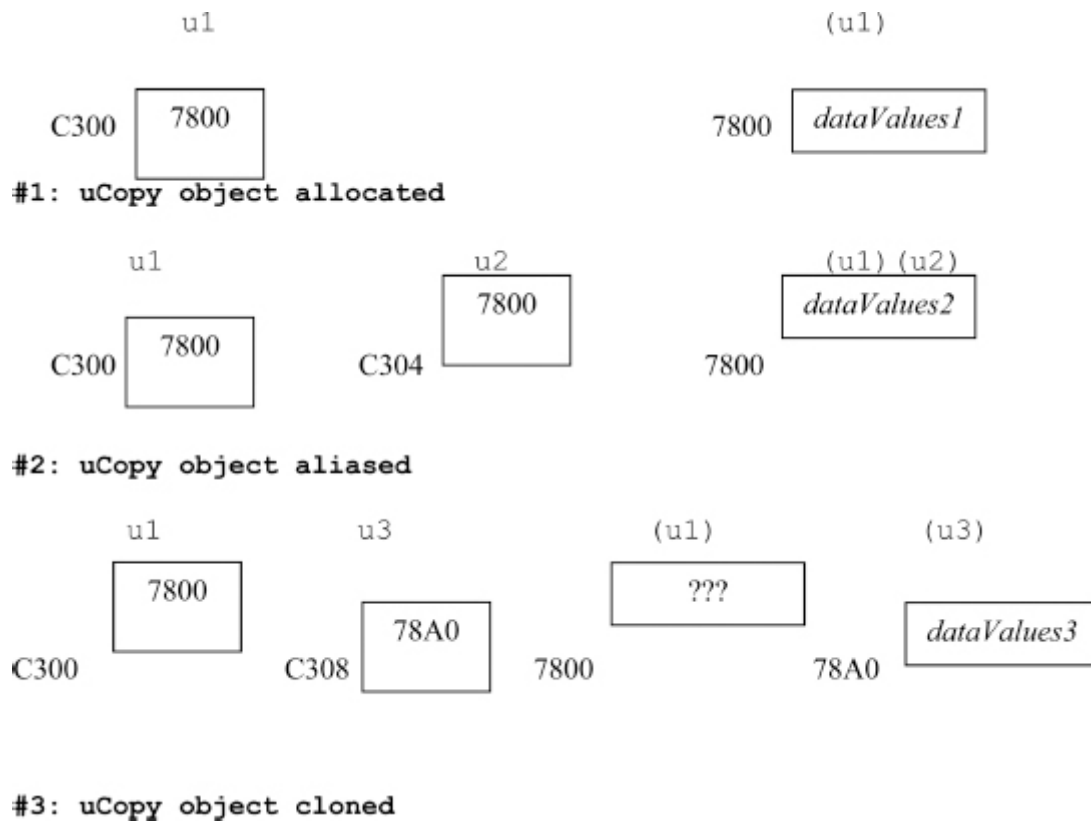 u1 (u1)
C300 7800 7800 dataValues1
#1: uCopy object allocated
u1 u2 (u1)(u2)
7800 dataValues2
7800
C300 C304 7800
#2: uCopy object aliased
u1 u3 (u1) (u3)
7800 ???
78A0 dataValues3
C300 C308 7800 78A0
#3: uCopy object cloned